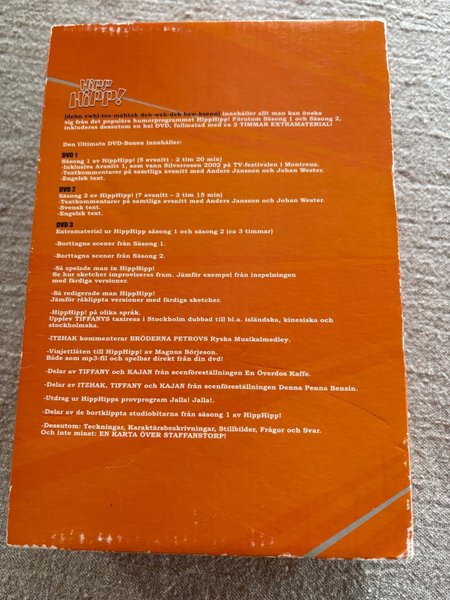 HiPP
HiPP!
(dehn owhl-tee-mahtah deh-weh-deh baw-ksenn) innehåller allt man kan önska
sig från det populära humorprogrammet HippHipp! Förutom Säsong 1 och Säsong 2,
inkluderas dessutom en hel DVD, fullmatad med ca 3 TIMMAR EXTRAMATERIAL!
Den Ultimata DVD-Boxen innehåller:
DVD 1
Säsong 1 av HippHipp! (5 avsnitt - 2 tim 20 min)
-Inklusive Avsnitt 1, som vann Silverrosen 2002 på TV-festivalen i Montreux.
-Textkommentarer på samtliga avsnitt med Anders Jansson och Johan Wester.
-Engelsk text.
DVD 2
Säsong 2 av HippHipp! (7 avsnitt – 3 tim 15 min)
-Textkommentarer på samtliga avsnitt med Anders Jansson och Johan Wester.
-Svensk text.
-Engelsk text.
DVD 3
Extramaterial ur HippHipp säsong 1 och säsong 2 (ca 3 timmar)
-Borttagna scener från Säsong 1.
-Borttagna scener från Säsong 2.
-Så spelade man in HippHipp!
Se hur sketcher improviseras fram. Jämför exempel från inspelningen
med färdiga versioner.
-Så redigerade man HippHipp!
Jämför råklippta versioner med färdiga sketcher.
-HippHipp! på olika språk.
Upplev TIFFANYS taxiresa i Stockholm dubbad till bl.a. isländska, kinesiska och
stockholmska.
-ITZHAK kommenterar BRÖDERNA PETROVS Ryska Musikalmedley.
-Vinjettlåten till HippHipp! av Magnus Börjeson.
Både som mp3-fil och spelbar direkt från din dvd!
-Delar av TIFFANY och KAJAN från scenföreställningen En Överdos Kaffe.
-Delar av ITZHAK, TIFFANY och KAJAN från scenföreställningen Denna Penna Bensin.
-Utdrag ur HippHipps provprogram Jalla! Jalla!.
-Delar av de bortklippta studiobitarna från säsong 1 av HippHipp!
-Dessutom: Teckningar, Karaktärsbeskrivningar, Stillbilder, Frågor och Svar.
Och inte minst: EN KARTA ÖVER STAFFANSTORP!